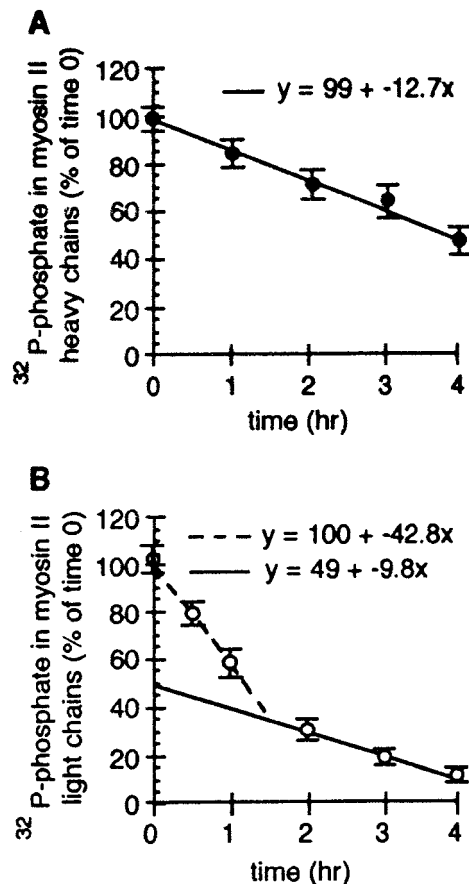 A
³²P-phosphate in myosin II
heavy chains (% of time 0)
120
100
80
60
40
20
0
y = 99 + -12.7x
0 1 2 3 4
time (hr)
B
³²P-phosphate in myosin II
light chains (% of time 0)
120
100
80
60
40
20
0
y = 100 + -42.8x
y = 49 + -9.8x
0 1 2 3 4
time (hr)